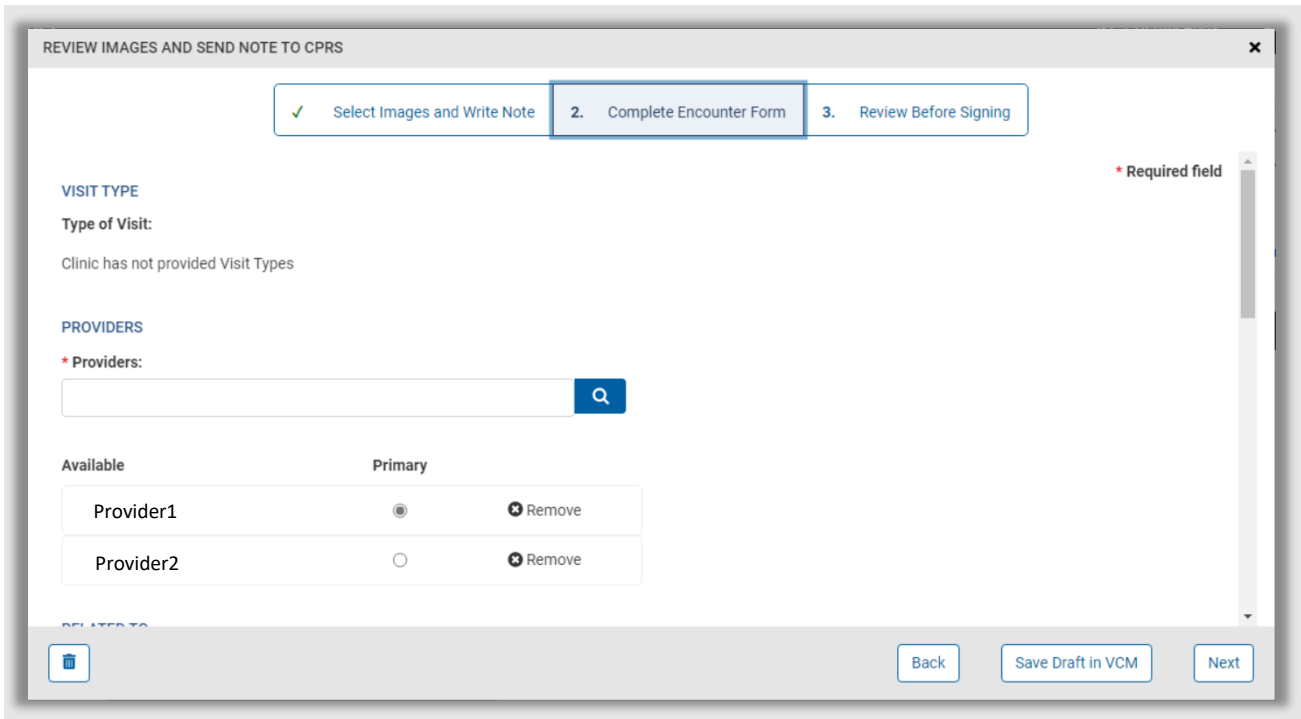 REVIEW IMAGES AND SEND NOTE TO CPRS
Select Images and Write Note
2. Complete Encounter Form
3. Review Before Signing
* Required field
VISIT TYPE
Type of Visit:
Clinic has not provided Visit Types
PROVIDERS
* Providers:
Available Primary
Provider1 Remove
Provider2 Remove
RELATED TO
Back Save Draft in VCM Next